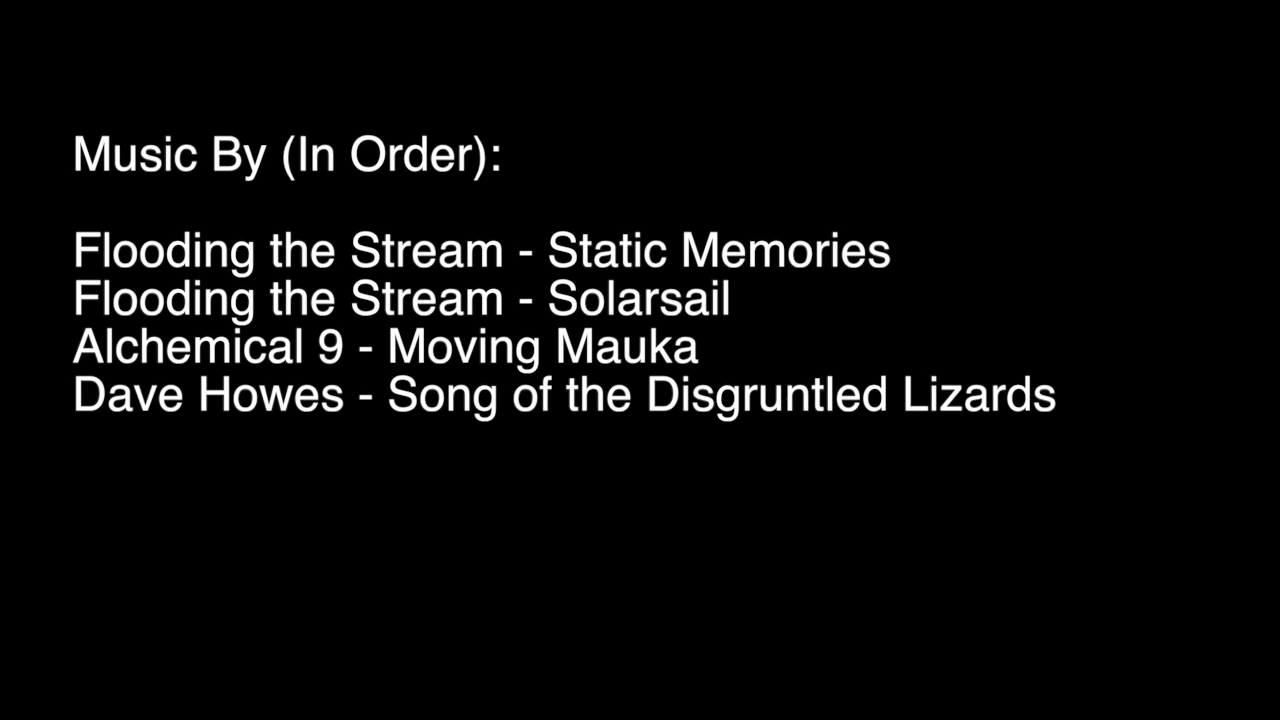 Music By (In Order):
Flooding the Stream - Static Memories
Flooding the Stream - Solarsail
Alchemical 9 - Moving Mauka
Dave Howes - Song of the Disgruntled Lizards